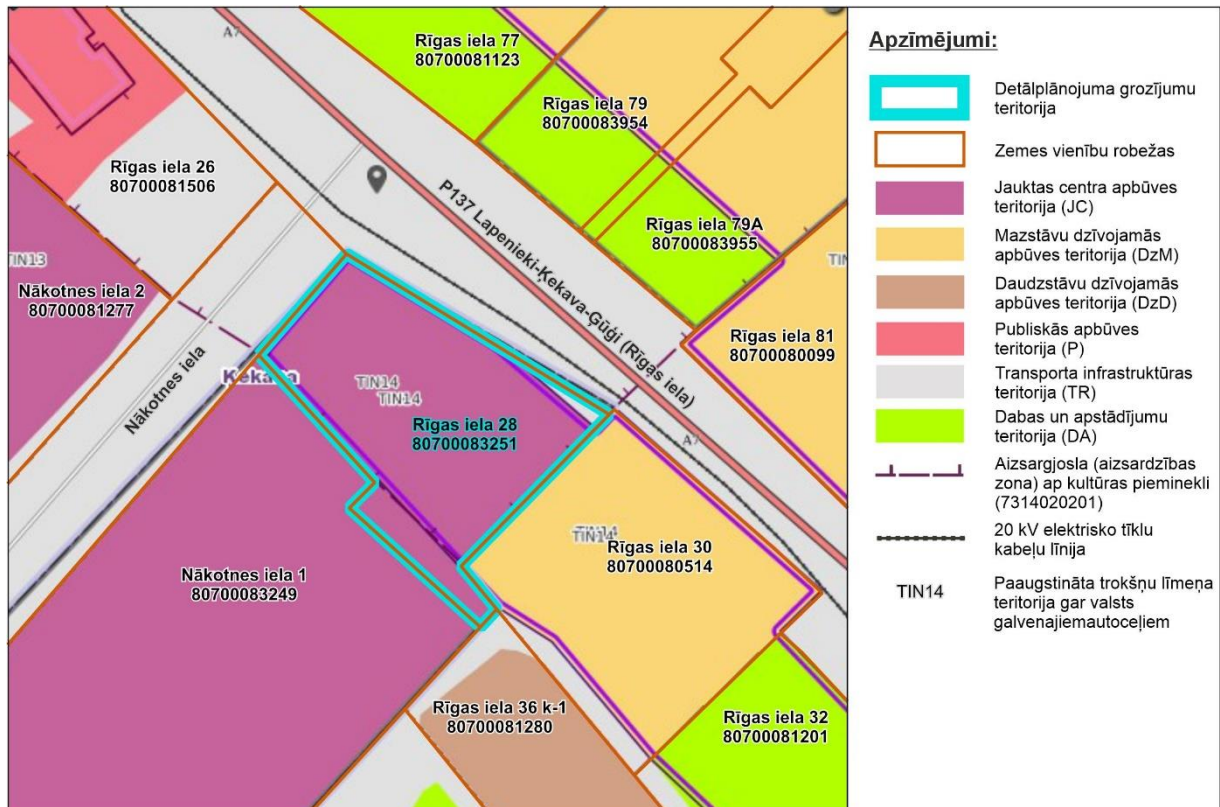 A7
Rīgas iela 77
80700081123
Rīgas iela 79
80700083954
Rīgas iela 26
80700081506
P137 Lapenieki-Ķekava-Ģūģi (Rīgas iela)
Rīgas iela 79A
80700083955
TIN13
Nākotnes iela 2
80700081277
Rīgas iela 81
80700080099
Nākotnes iela
Ķekava
TIN14
TIN14
Rīgas iela 28
80700083251
A7
TIN14
Rīgas iela 30
80700080514
Nākotnes iela 1
80700083249
Rīgas iela 36 k-1
80700081280
Rīgas iela 32
80700081201
Apzīmējumi:
Detālplānojuma grozījumu
teritorija
Zemes vienību robežas
Jauktas centra apbūves
teritorija (JC)
Mazstāvu dzīvojamās
apbūves teritorija (DzM)
Daudzstāvu dzīvojamās
apbūves teritorija (DzD)
Publiskās apbūves
teritorija (P)
Transporta infrastruktūras
teritorija (TR)
Dabas un apstādījumu
teritorija (DA)
Aizsargjosla (aizsardzības
zona) ap kultūras pieminekli
(7314020201)
20 kV elektrisko tīklu
kabeļu līnija
TIN14
Paaugstināta trokšņu līmeņa
teritorija gar valsts
galvenajiemautoceļiem